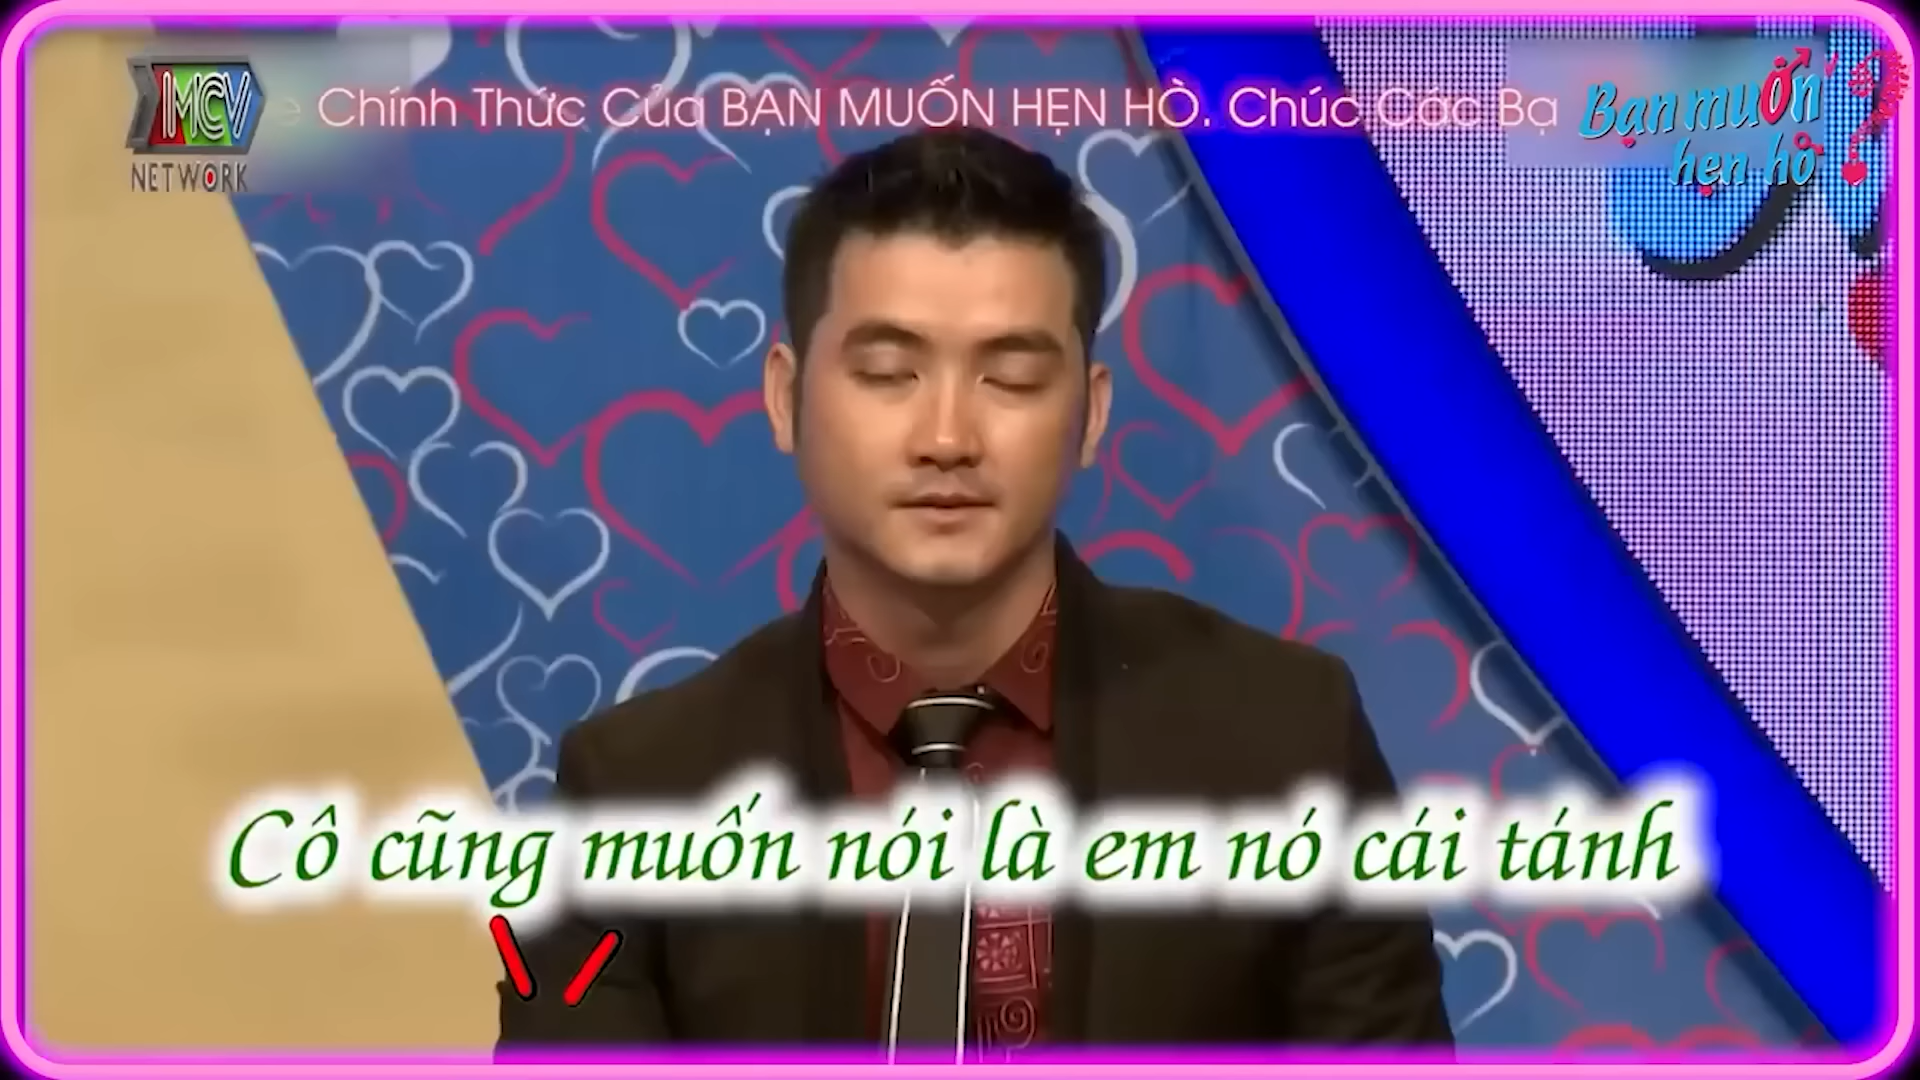 MCV
NETWORK
Chính Thức Của BẠN MUỐN HẸN HÒ. Chúc Các Bạ
Bạn muốn
hẹn hò
?
Cô cũng muốn nói là em nó cái tánh